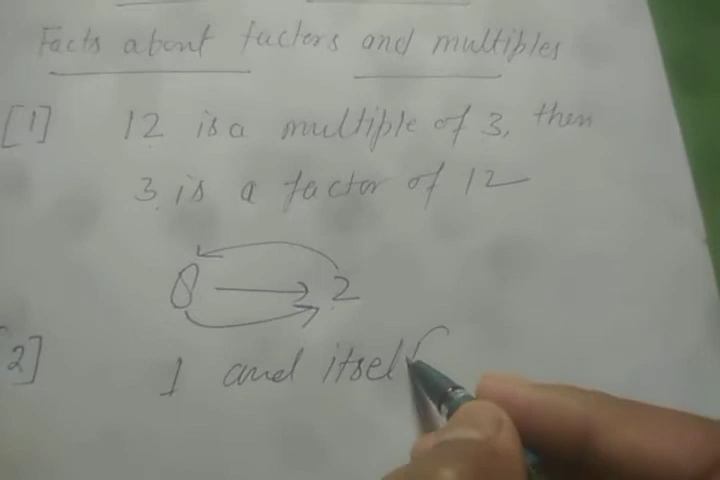 Facts about factors and multiples
[1] 12 is a multiple of 3, then
3 is a factor of 12
8 2
[2] 1 and itself